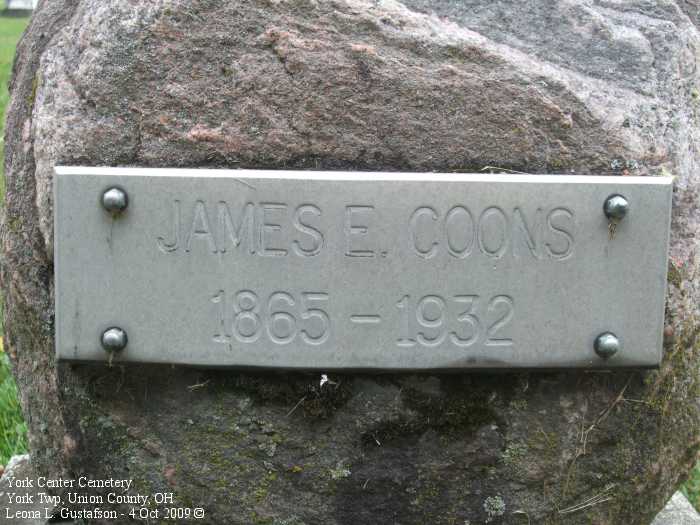 JAMES E. COONS
1865 - 1932
York Center Cemetery
York Twp, Union County, OH
Leona L. Gustafson - 4 Oct 2009 ©